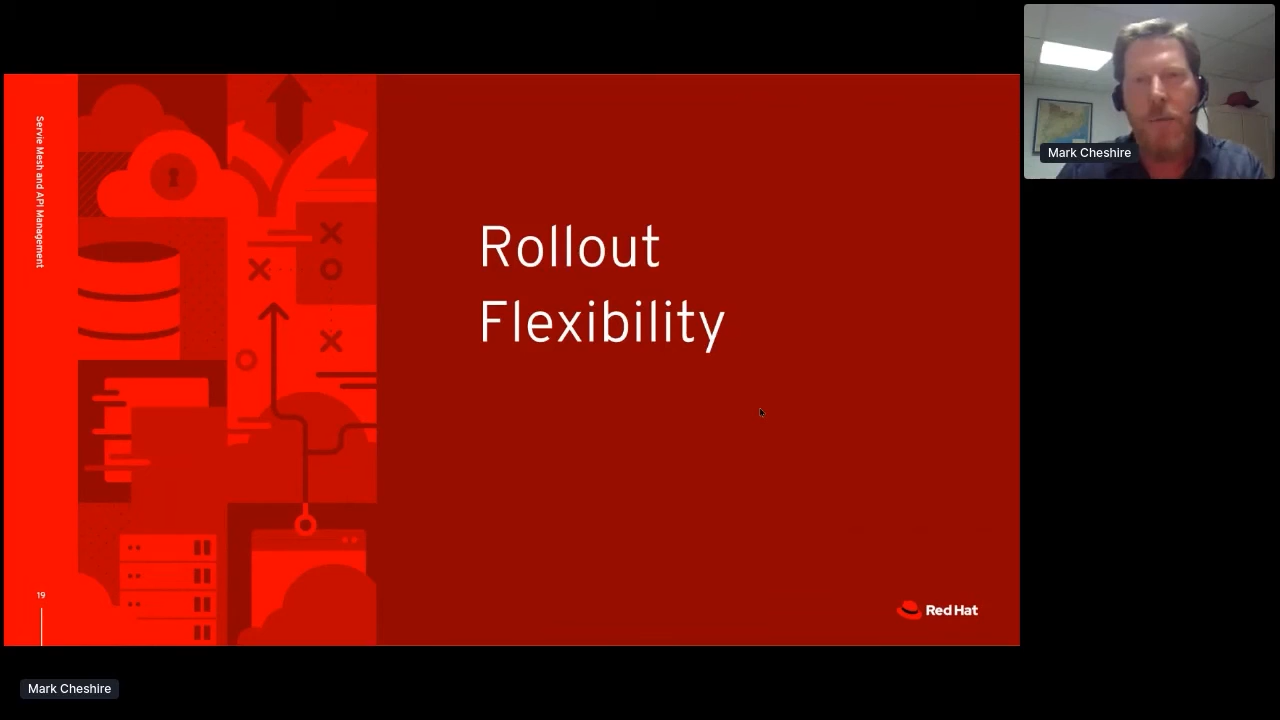 Servie Mesh and API Management
Rollout
Flexibility
19
Red Hat
Mark Cheshire
Mark Cheshire